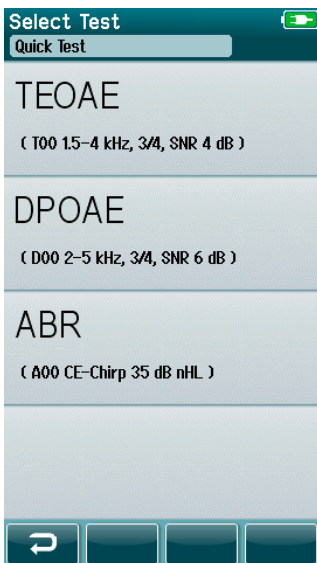 Select Test
Quick Test
TEOAE
( T00 1.5-4 kHz, 3/4, SNR 4 dB )
DPOAE
( D00 2-5 kHz, 3/4, SNR 6 dB )
ABR
( A00 CE-Chirp 35 dB nHL )